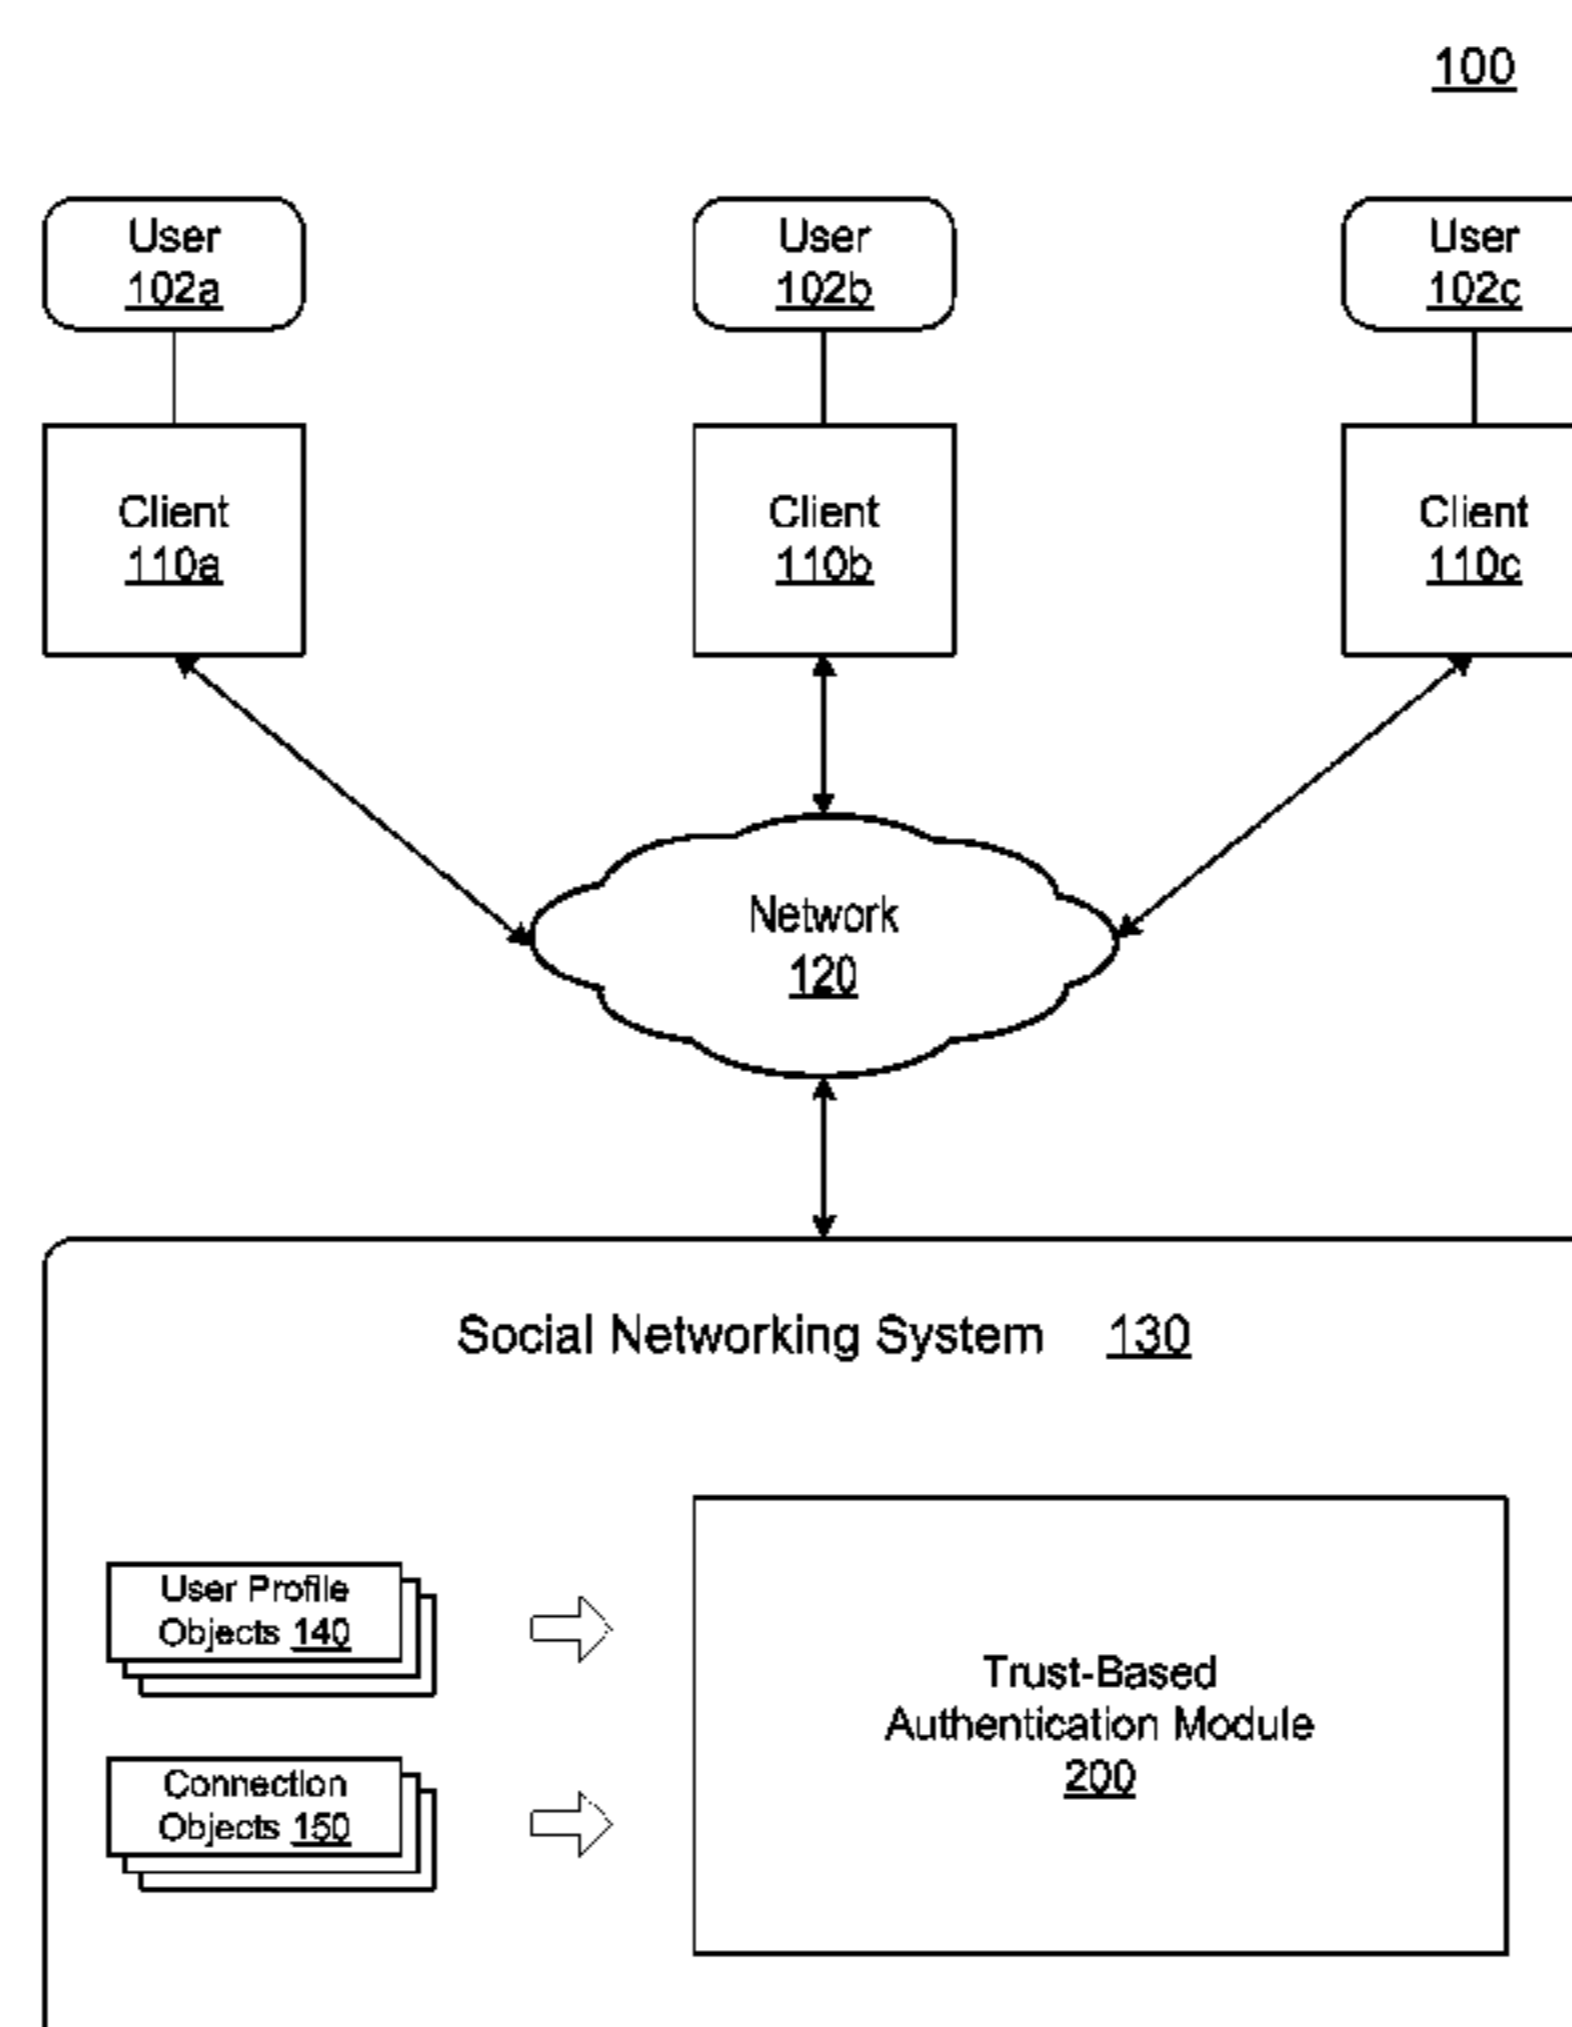 100
User
102a
User
102b
User
102c
Client
110a
Client
110b
Client
110c
Network
120
Social Networking System 130
User Profile
Objects 140
Connection
Objects 150
Trust-Based
Authentication Module
200